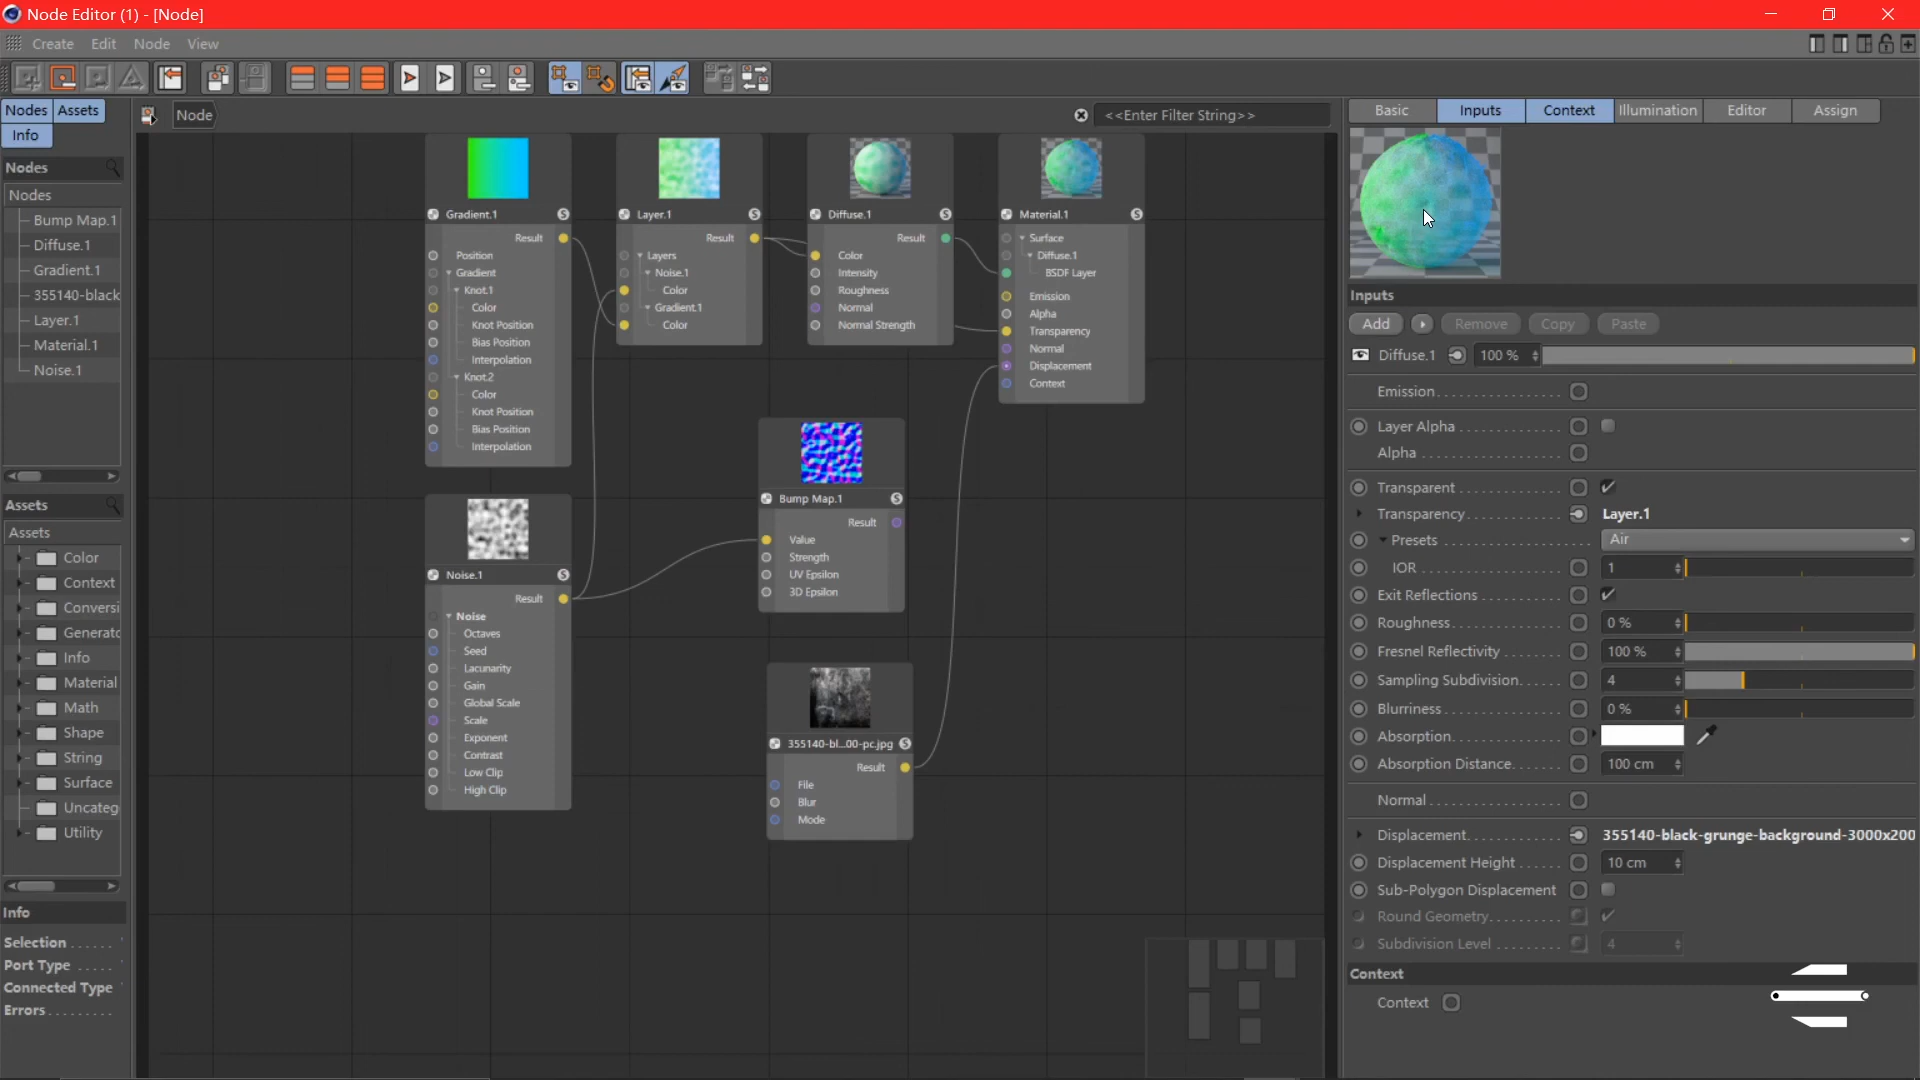 Node Editor (1) - [Node]
Create Edit Node View
Nodes Assets
Info
Node
<<Enter Filter String>>
Nodes
Nodes
Bump Map.1
Diffuse.1
Gradient.1
355140-black
Layer.1
Material.1
Noise.1
Assets
Assets
Color
Context
Conversi
Generato
Info
Material
Math
Shape
String
Surface
Uncateg
Utility
Info
Selection
Port Type
Connected Type
Errors
Gradient.1
Result
Position
Gradient
Knot.1
Color
Knot Position
Bias Position
Interpolation
Knot.2
Color
Knot Position
Bias Position
Interpolation
Layer.1
Result
Layers
Noise.1
Color
Gradient.1
Color
Diffuse.1
Result
Color
Intensity
Roughness
Normal
Normal Strength
Material.1
Surface
Diffuse.1
BSDF Layer
Emission
Alpha
Transparency
Normal
Displacement
Context
Noise.1
Result
Noise
Octaves
Seed
Lacunarity
Gain
Global Scale
Scale
Exponent
Contrast
Low Clip
High Clip
Bump Map.1
Result
Value
Strength
UV Epsilon
3D Epsilon
355140-bl...00-pc.jpg
Result
File
Blur
Mode
Basic Inputs Context Illumination Editor Assign
Inputs
Add Remove Copy Paste
Diffuse.1 100 %
Emission
Layer Alpha
Alpha
Transparent
Transparency Layer.1
Presets Air
IOR 1
Exit Reflections
Roughness 0 %
Fresnel Reflectivity 100 %
Sampling Subdivision 4
Blurriness 0 %
Absorption
Absorption Distance 100 cm
Normal
Displacement 355140-black-grunge-background-3000x200
Displacement Height 10 cm
Sub-Polygon Displacement
Round Geometry
Subdivision Level 4
Context
Context